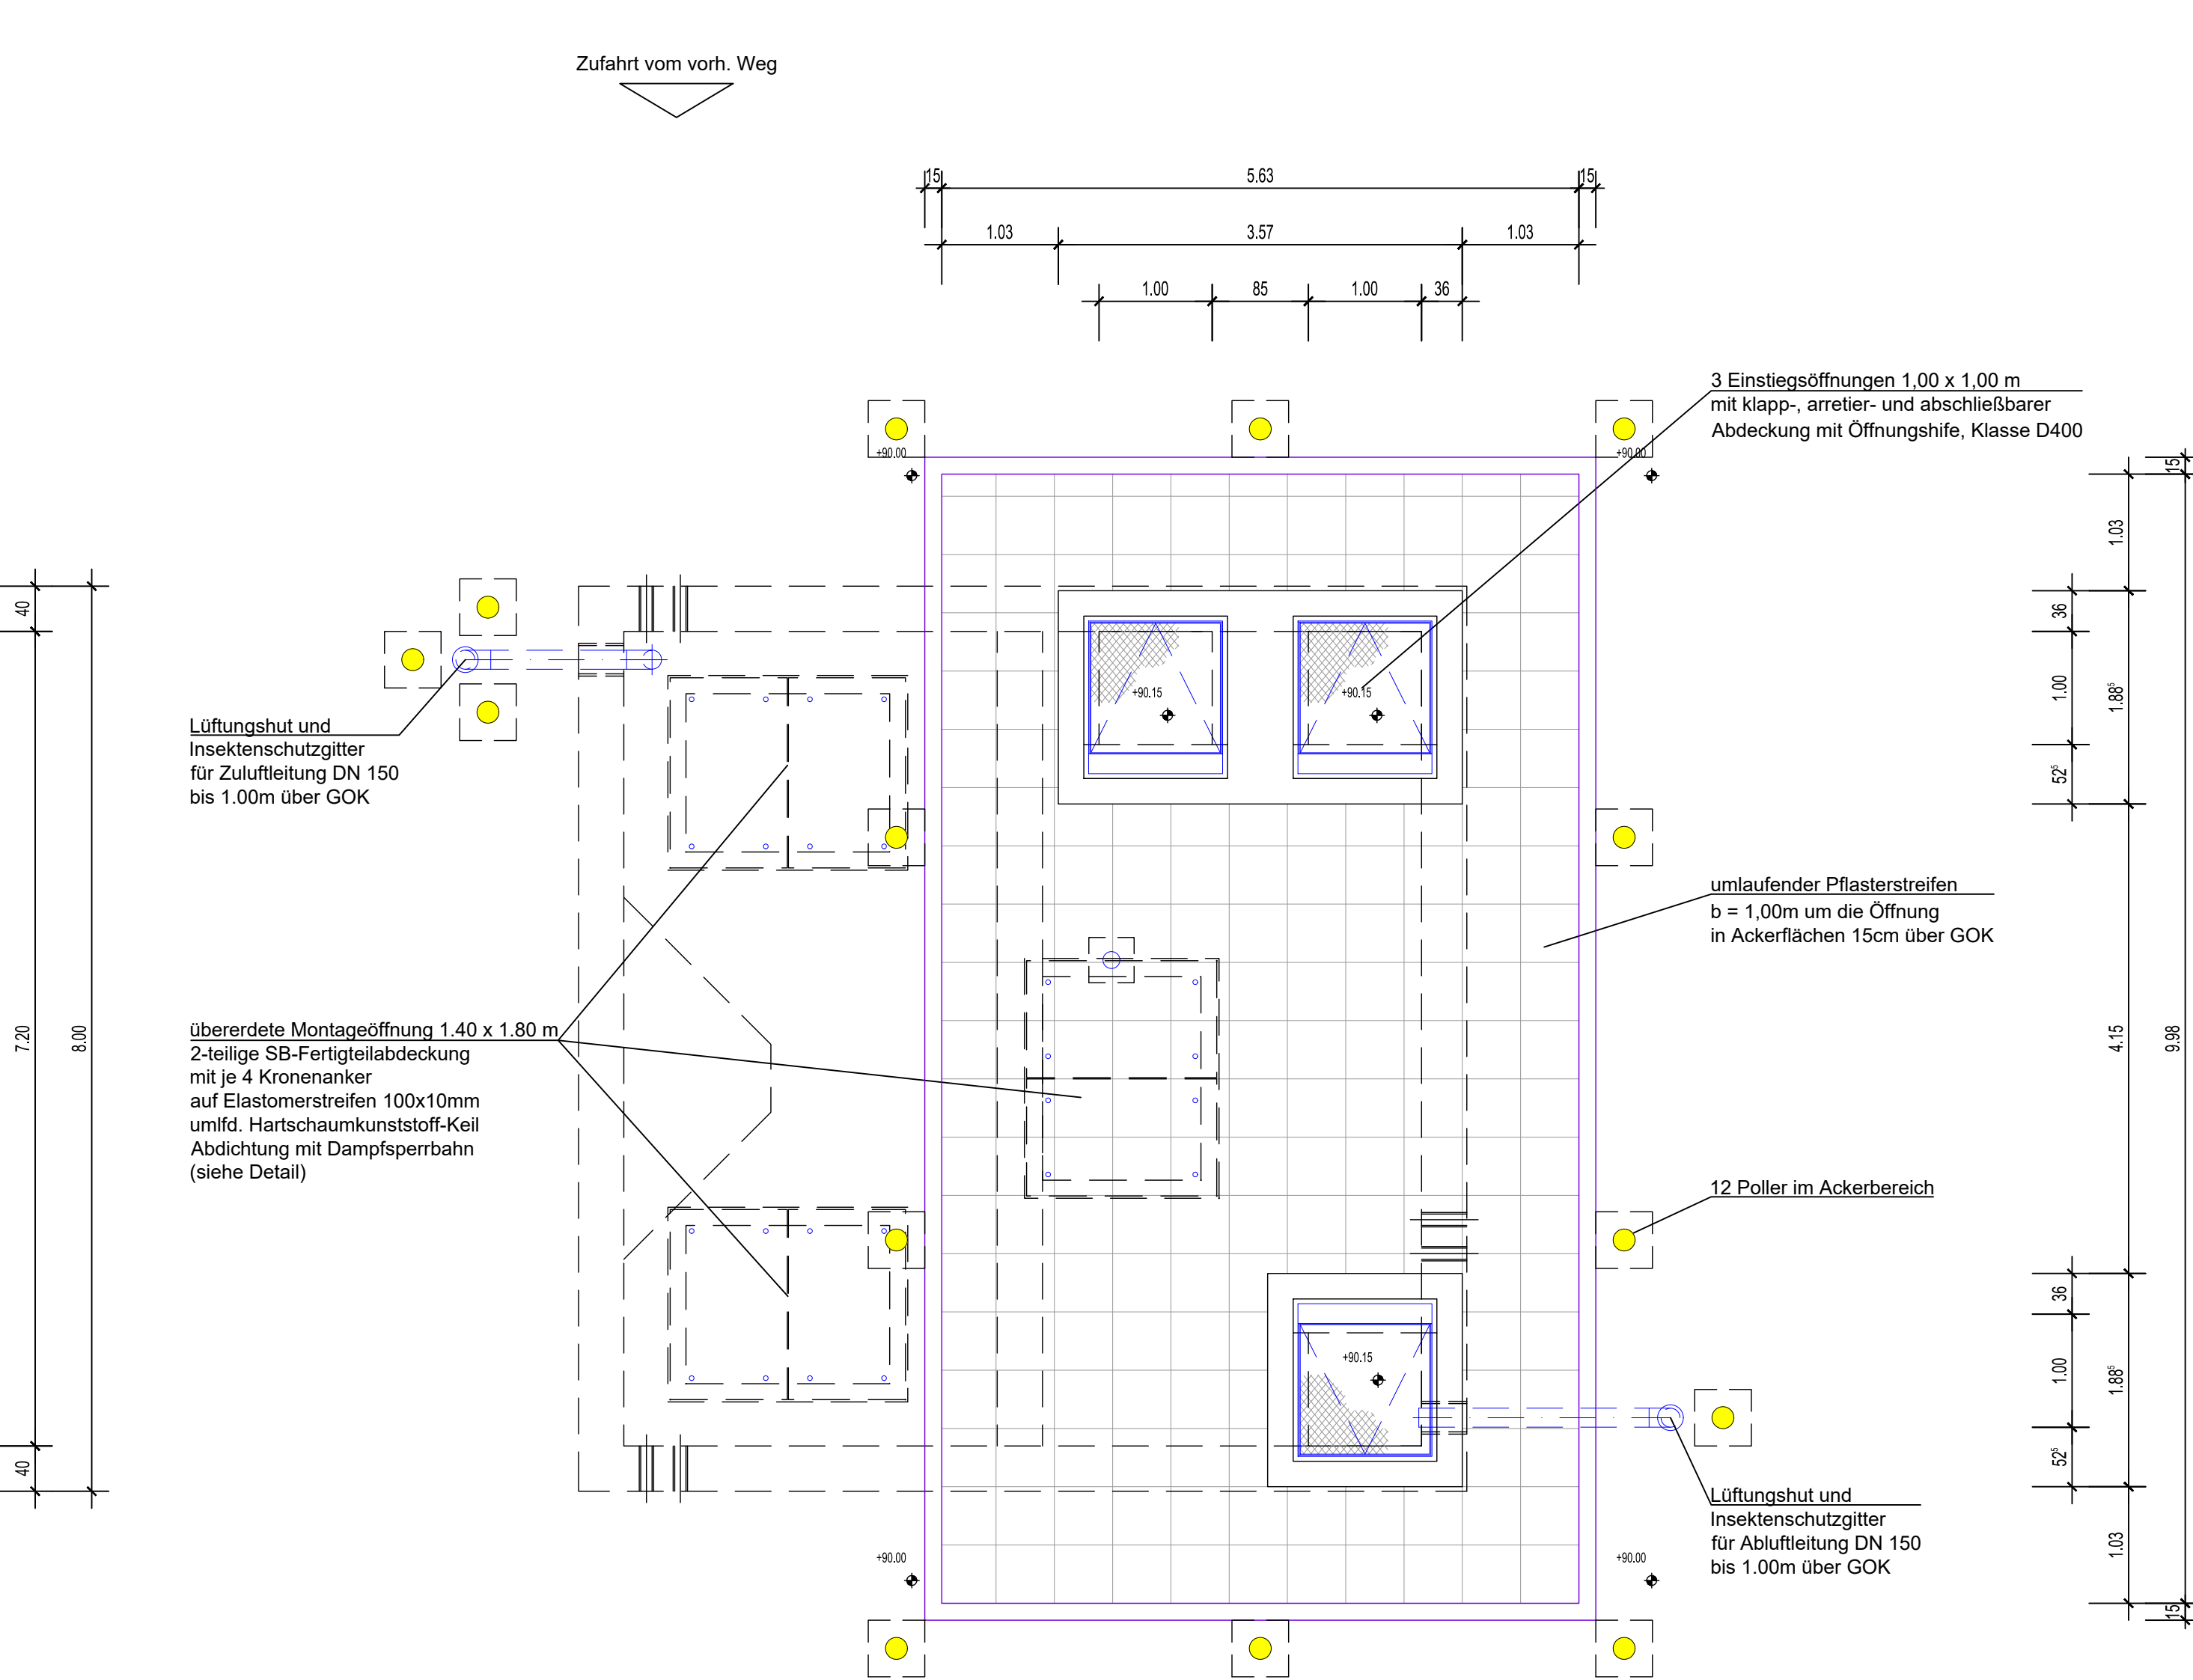 Zufahrt vom vorh. Weg
15
5.63
15
1.03
3.57
1.03
1.00
85
1.00
36
3 Einstiegsöffnungen 1,00 x 1,00 m
mit klapp-, arretier- und abschließbarer
Abdeckung mit Öffnungshife, Klasse D400
+90.00
+90.00
15
1.03
40
36
+90.15
+90.15
1.00
1.88⁵
52⁵
Lüftungshut und
Insektenschutzgitter
für Zuluftleitung DN 150
bis 1.00m über GOK
umlaufender Pflasterstreifen
b = 1,00m um die Öffnung
in Ackerflächen 15cm über GOK
7.20
8.00
4.15
9.98
übererdete Montageöffnung 1.40 x 1.80 m
2-teilige SB-Fertigteilabdeckung
mit je 4 Kronenanker
auf Elastomerstreifen 100x10mm
umlfd. Hartschaumkunststoff-Keil
Abdichtung mit Dampfsperrbahn
(siehe Detail)
12 Poller im Ackerbereich
36
+90.15
1.00
1.88⁵
52⁵
40
Lüftungshut und
Insektenschutzgitter
für Abluftleitung DN 150
bis 1.00m über GOK
1.03
+90.00
+90.00
15